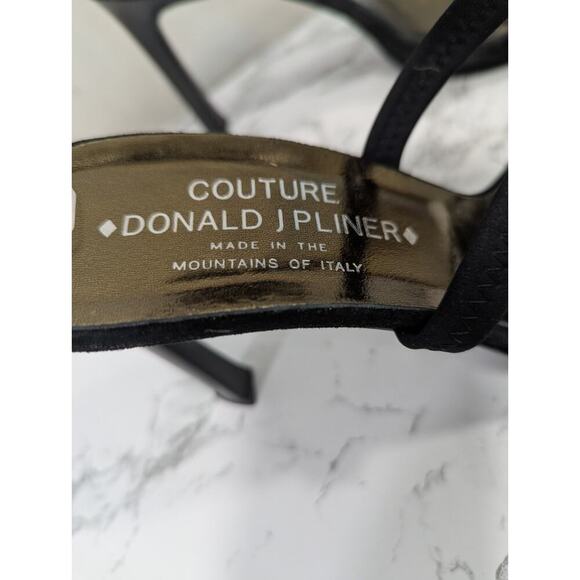 COUTURE
◆DONALD J PLINER◆
MADE IN THE
MOUNTAINS OF ITALY